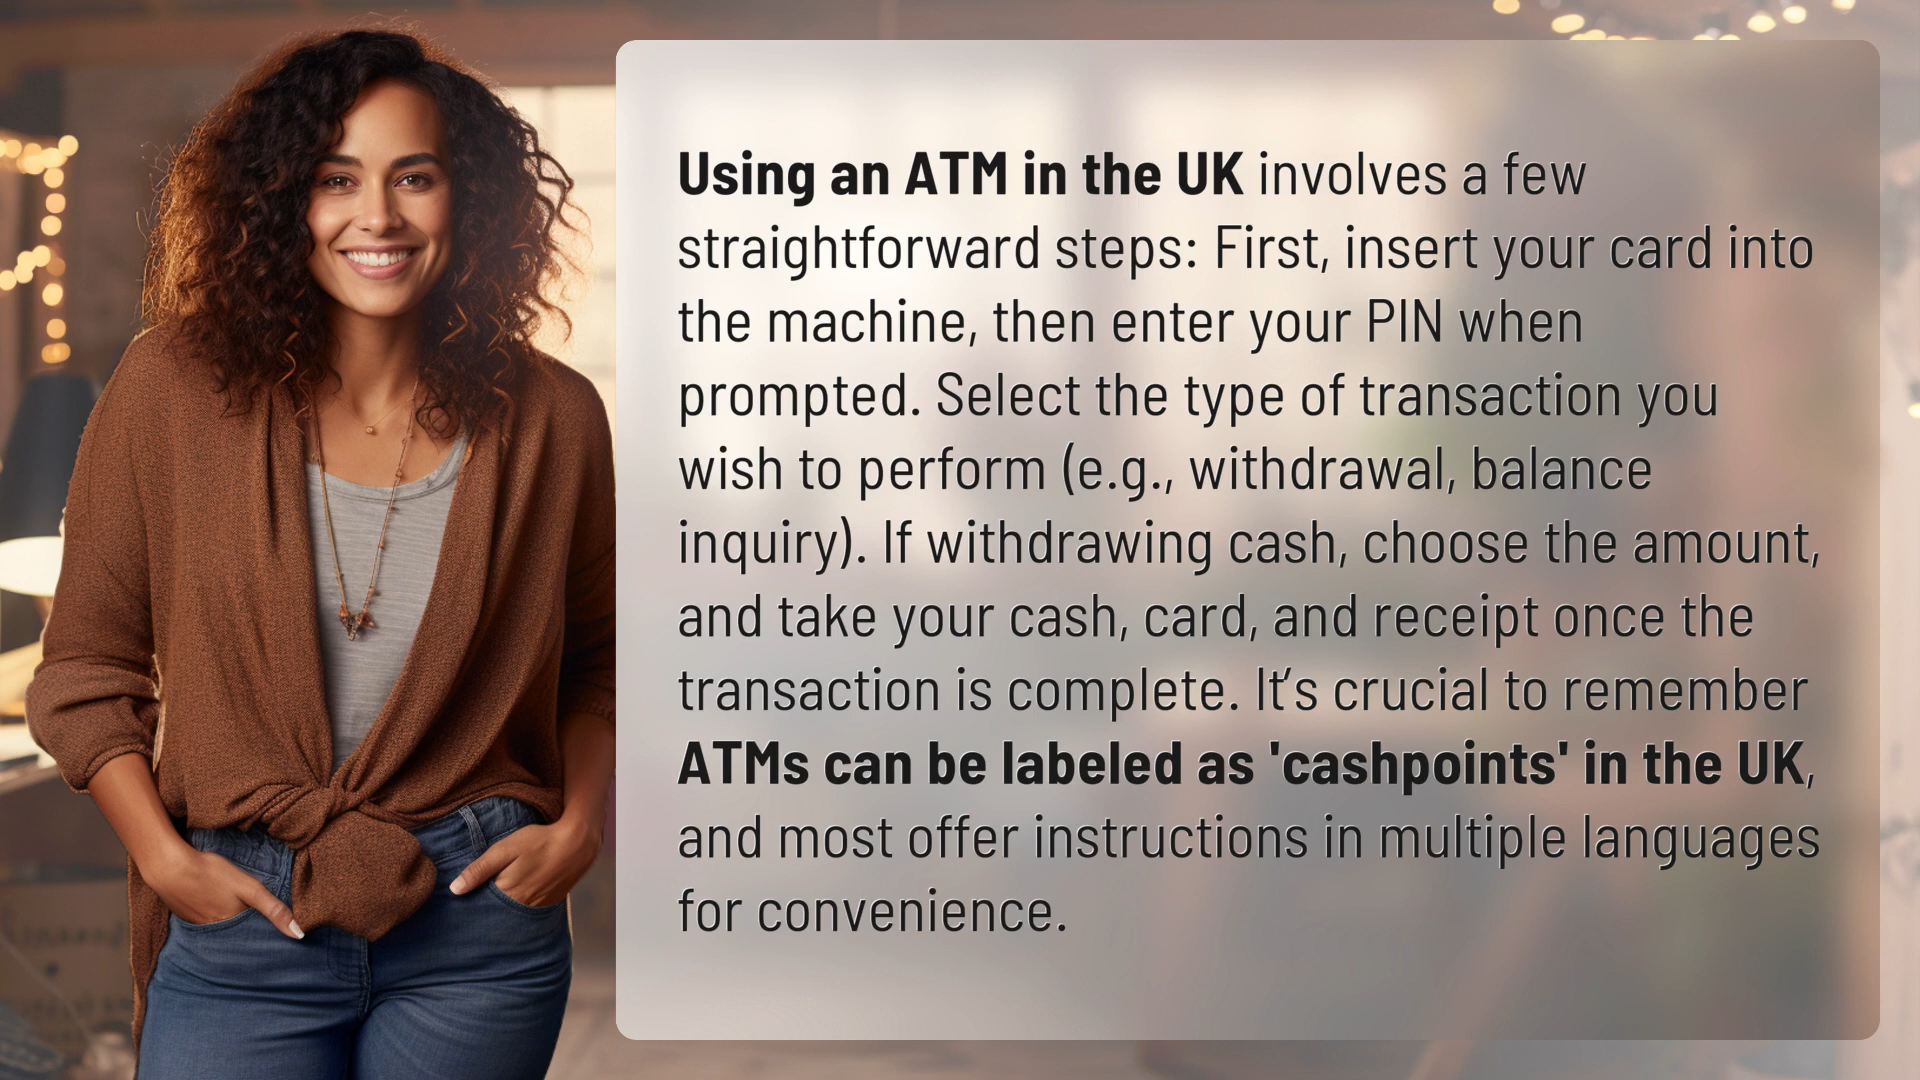 Using an ATM in the UK involves a few
straightforward steps: First, insert your card into
the machine, then enter your PIN when
prompted. Select the type of transaction you
wish to perform (e.g., withdrawal, balance
inquiry). If withdrawing cash, choose the amount,
and take your cash, card, and receipt once the
transaction is complete. It’s crucial to remember
ATMs can be labeled as 'cashpoints' in the UK,
and most offer instructions in multiple languages
for convenience.